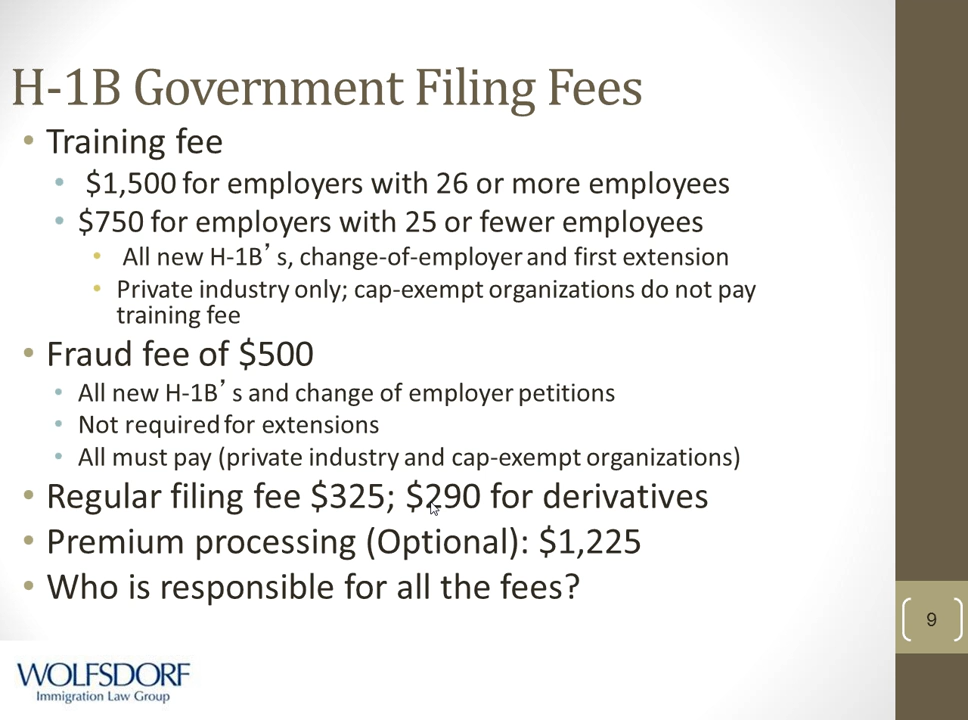 H-1B Government Filing Fees
• Training fee
• $1,500 for employers with 26 or more employees
• $750 for employers with 25 or fewer employees
• All new H-1B’ s, change-of-employer and first extension
• Private industry only; cap-exempt organizations do not pay
training fee
• Fraud fee of $500
• All new H-1B’ s and change of employer petitions
• Not required for extensions
• All must pay (private industry and cap-exempt organizations)
• Regular filing fee $325; $290 for derivatives
• Premium processing (Optional): $1,225
• Who is responsible for all the fees?
9
WOLFSDORF
Immigration Law Group